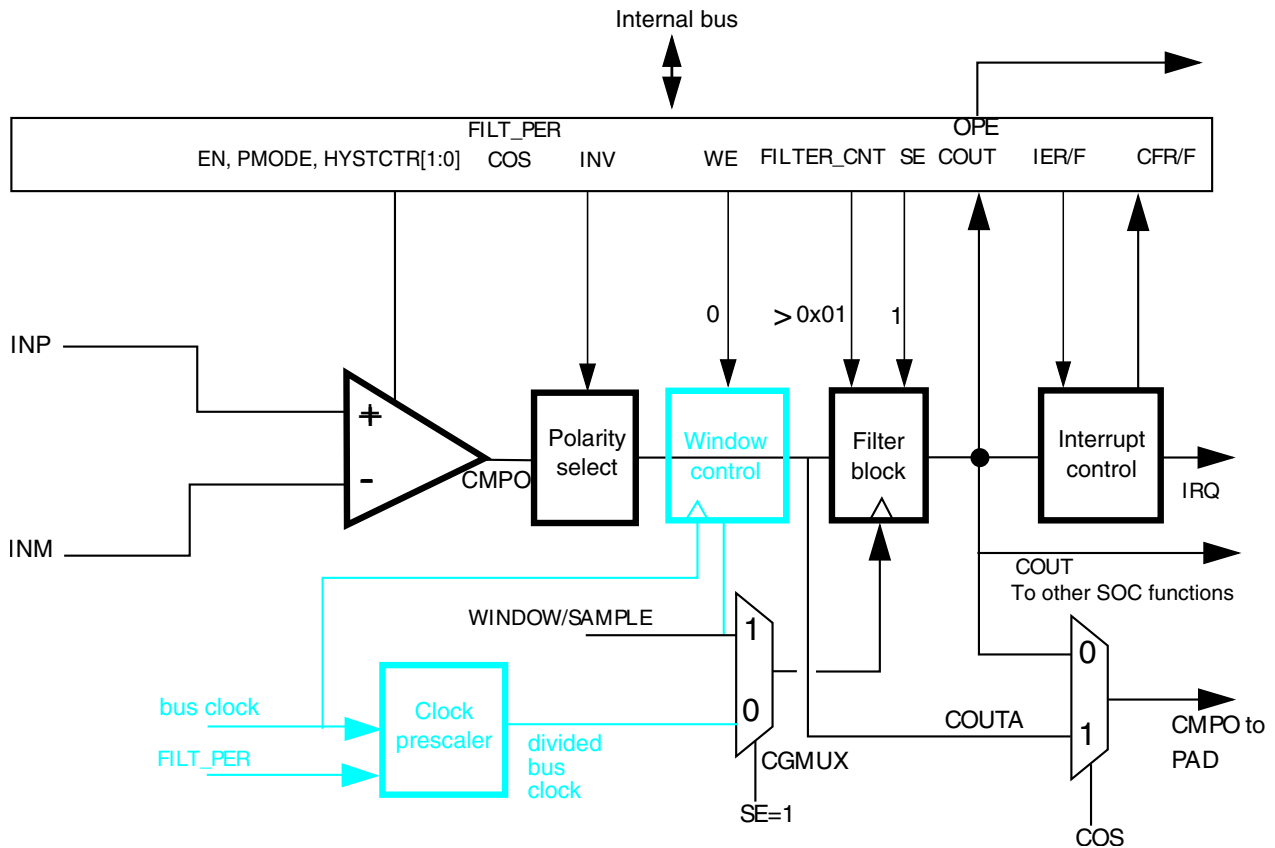 Internal bus
FILT_PER
OPE
EN, PMODE, HYSTCTR[1:0]
COS
INV
WE
FILTER_CNT
SE
COUT
IER/F
CFR/F
0
> 0x01
1
INP
+
-
INM
CMPO
Polarity
select
Window
control
Filter
block
Interrupt
control
IRQ
COUT
To other SOC functions
WINDOW/SAMPLE
1
0
CGMUX
SE=1
bus clock
FILT_PER
Clock
prescaler
divided
bus
clock
COUTA
0
1
COS
CMPO to
PAD